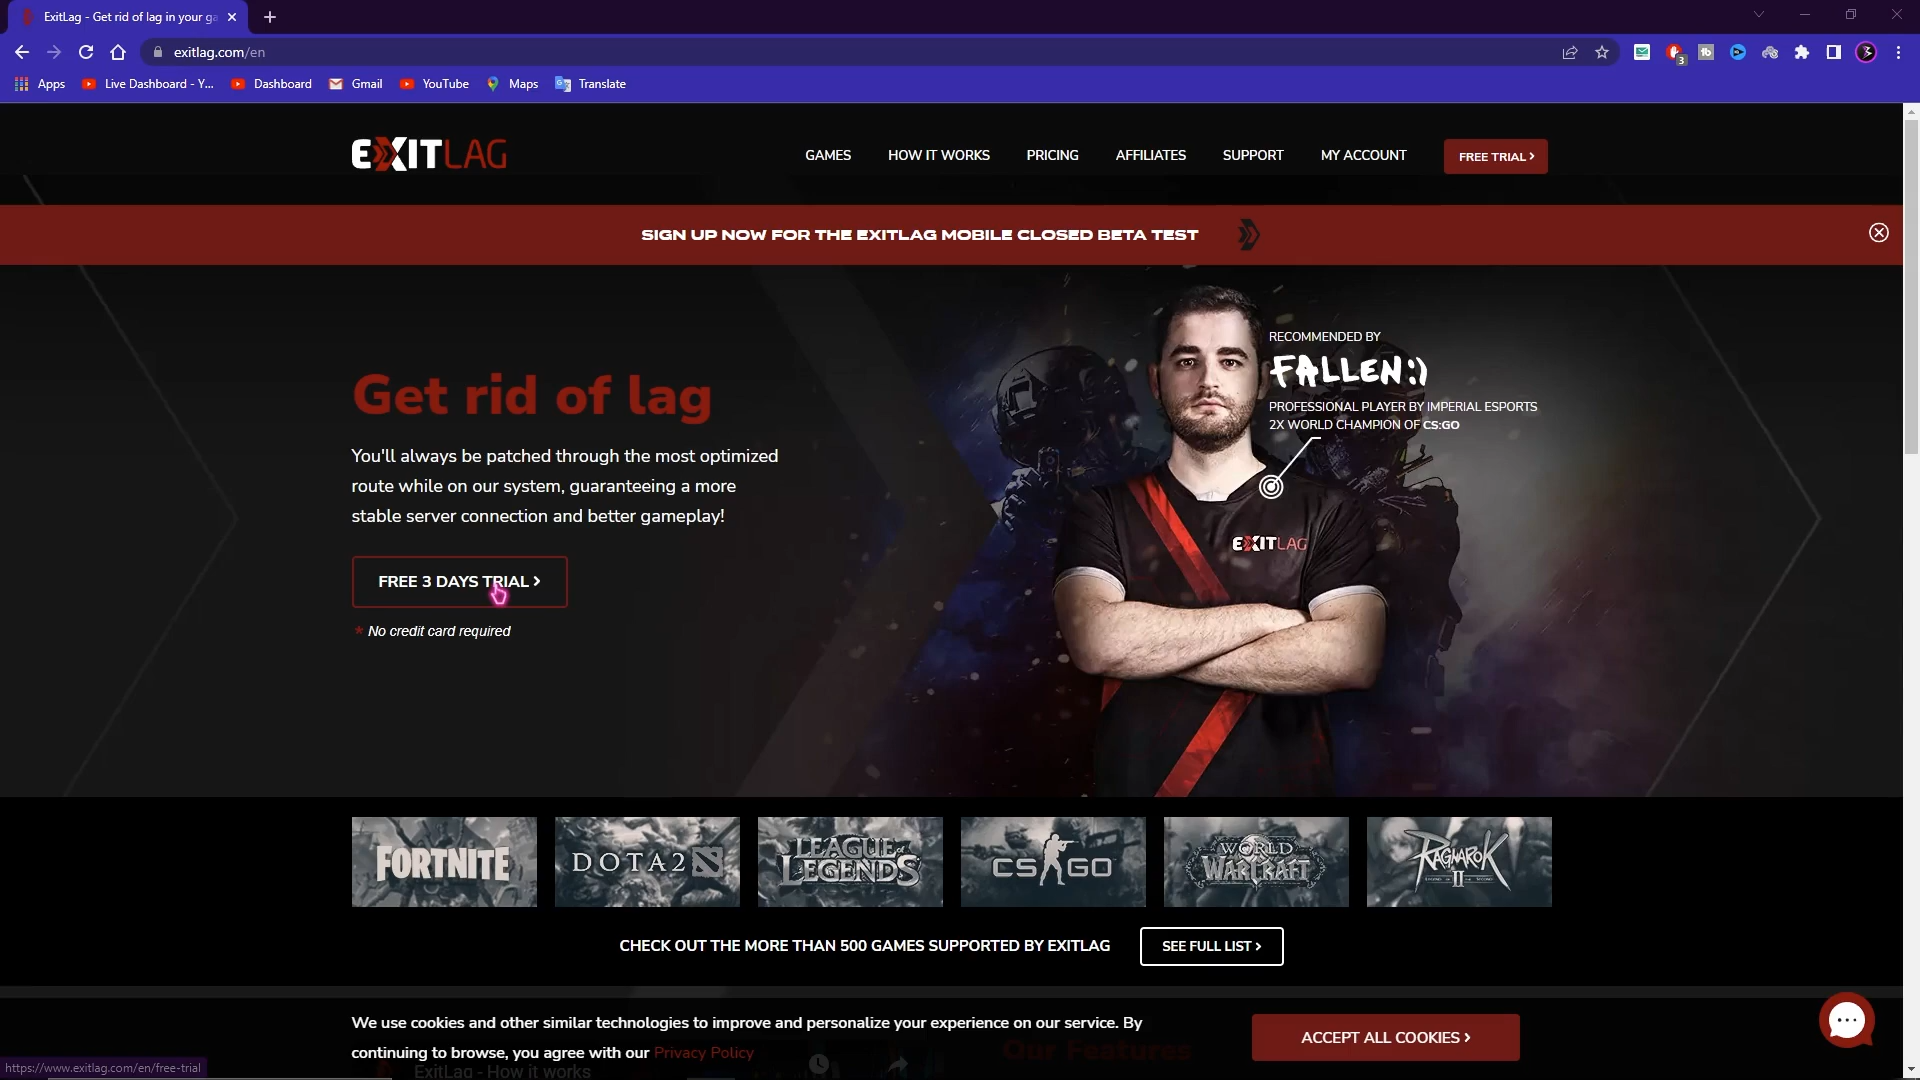 ExitLag - Get rid of lag in your ga
exitlag.com/en
3
Apps
Live Dashboard - Y...
Dashboard
Gmail
YouTube
Maps
Translate
EXITLAG
GAMES
HOW IT WORKS
PRICING
AFFILIATES
SUPPORT
MY ACCOUNT
FREE TRIAL >
SIGN UP NOW FOR THE EXITLAG MOBILE CLOSED BETA TEST
RECOMMENDED BY
FALLEN:)
PROFESSIONAL PLAYER BY IMPERIAL ESPORTS
2X WORLD CHAMPION OF CS:GO
Get rid of lag
You'll always be patched through the most optimized
route while on our system, guaranteeing a more
stable server connection and better gameplay!
EXITLAG
FREE 3 DAYS TRIAL >
* No credit card required
FORTNITE
DOTA 2
LEAGUE of LEGENDS
CS GO
WORLD WARCRAFT
RAGNAROK II
CHECK OUT THE MORE THAN 500 GAMES SUPPORTED BY EXITLAG
SEE FULL LIST >
We use cookies and other similar technologies to improve and personalize your experience on our service. By
continuing to browse, you agree with our Privacy Policy
ACCEPT ALL COOKIES >
Our Features
ExitLag - How it works
https://www.exitlag.com/en/free-trial